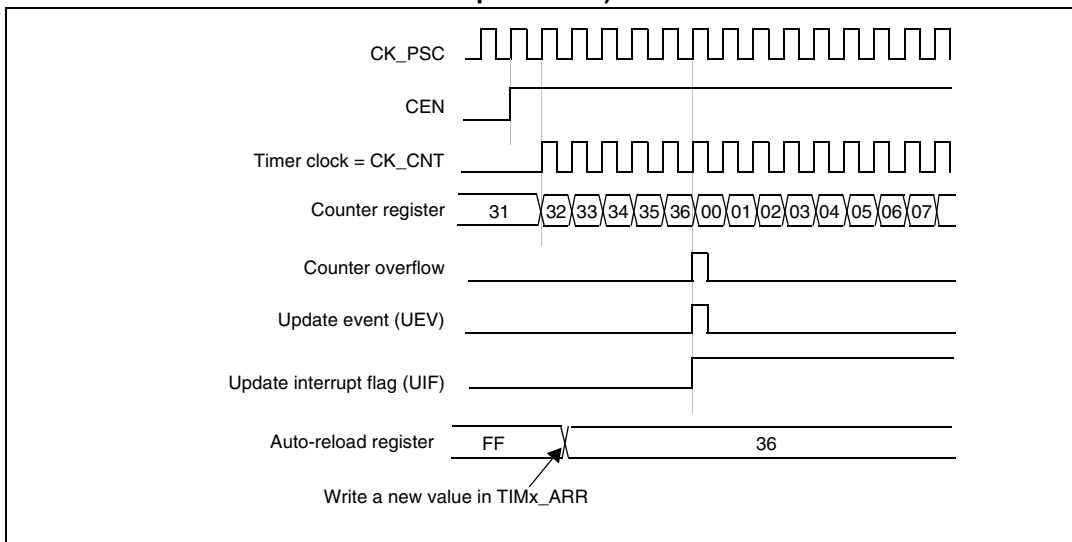 CK_PSC
CEN
Timer clock = CK_CNT
Counter register 31 32 33 34 35 36 00 01 02 03 04 05 06 07
Counter overflow
Update event (UEV)
Update interrupt flag (UIF)
Auto-reload register FF 36
Write a new value in TIMx_ARR